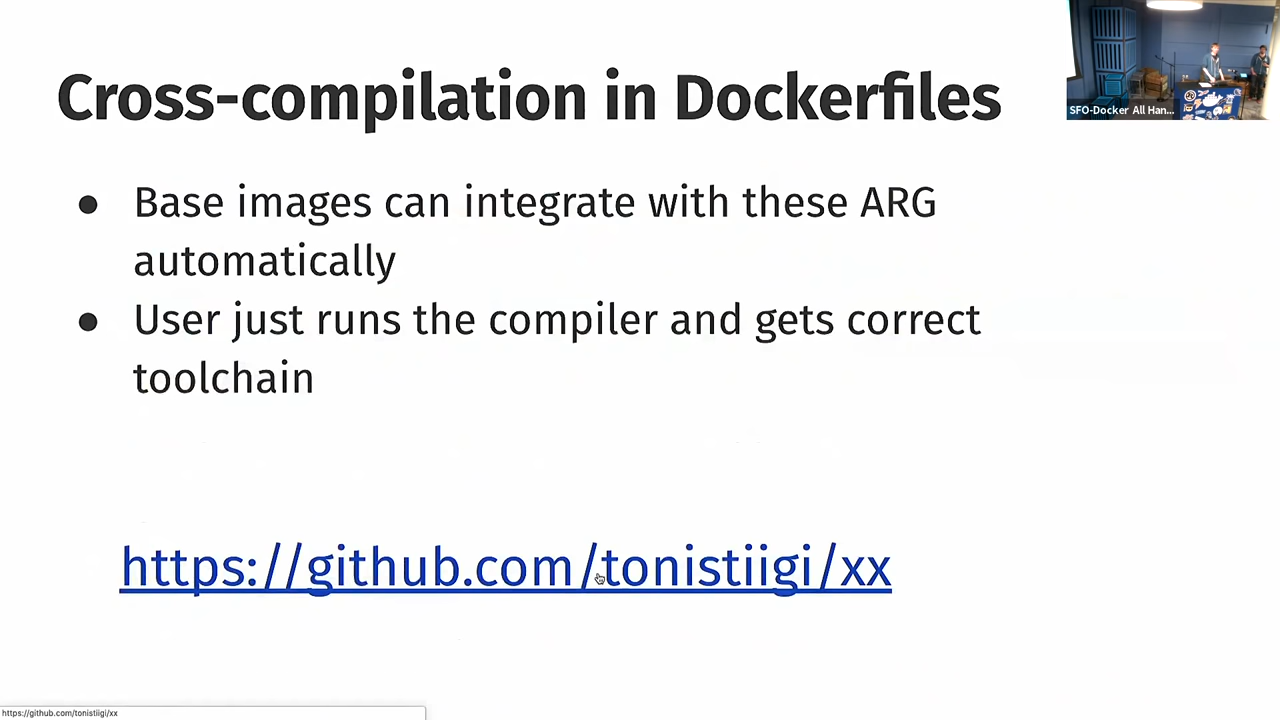 Cross-compilation in Dockerfiles
SFO-Docker All Han...
● Base images can integrate with these ARG
automatically
● User just runs the compiler and gets correct
toolchain
https://github.com/tonistiigi/xx
https://github.com/tonistiigi/xx